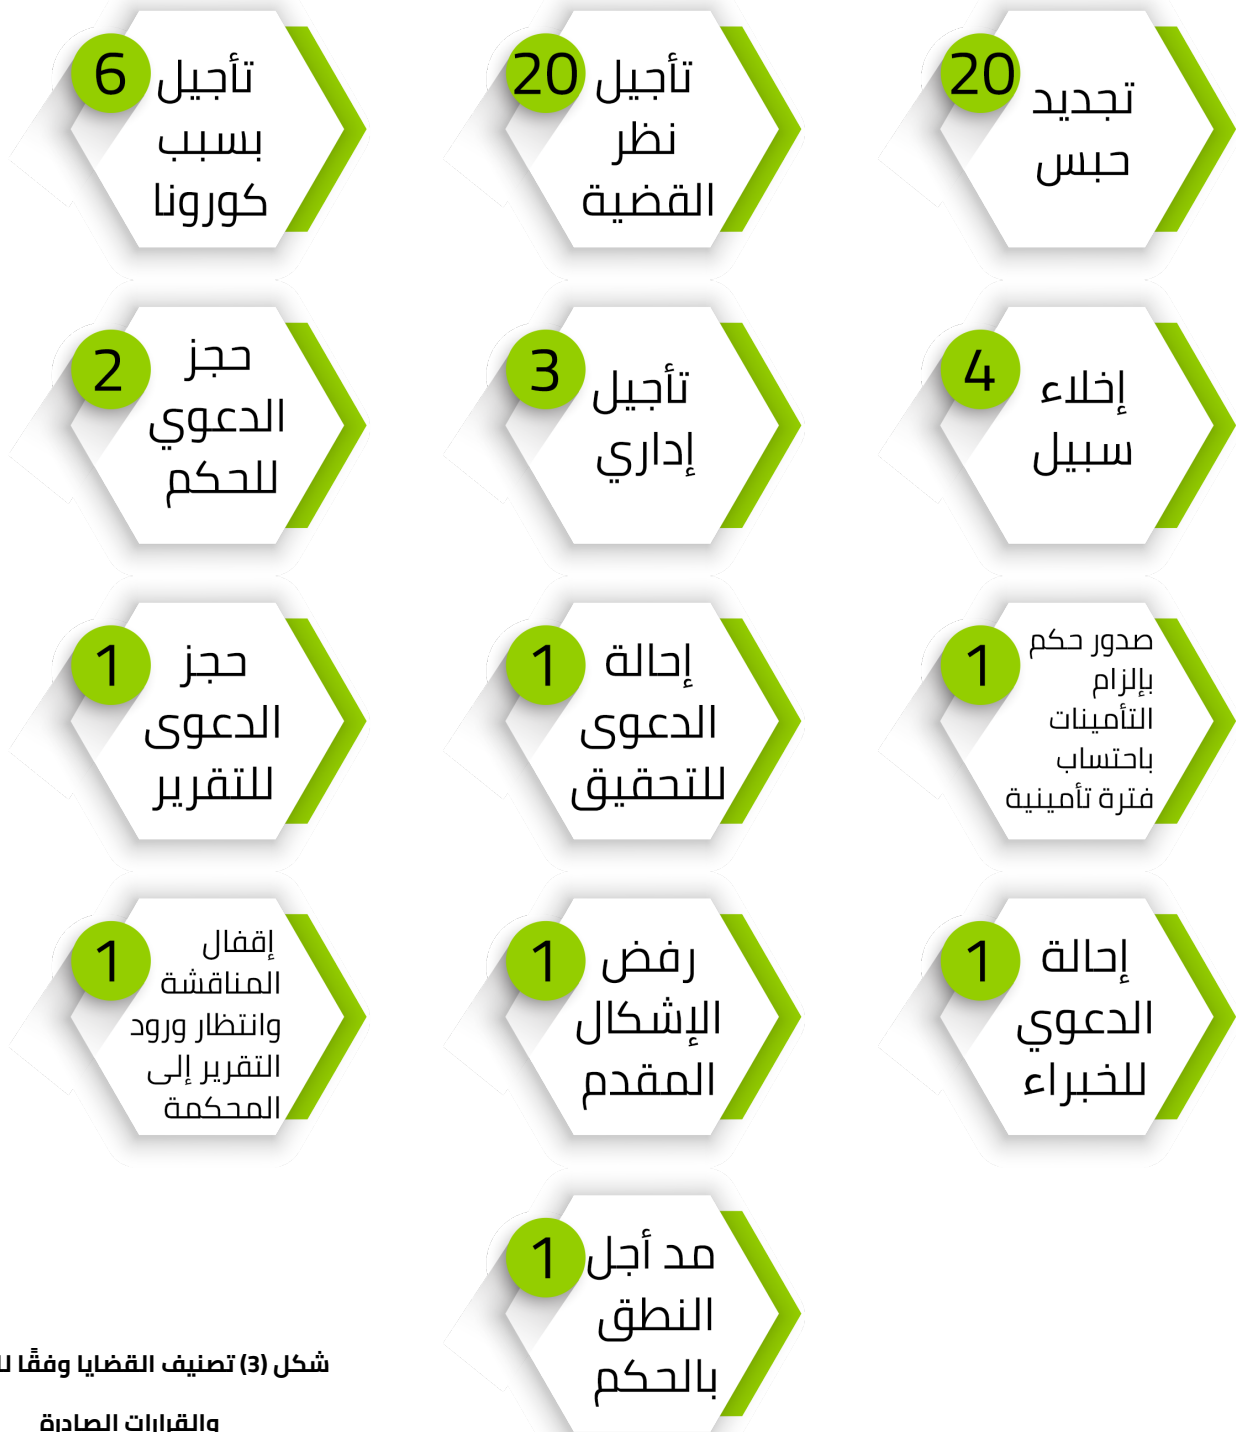 20
تجديد
حبس
20
تأجيل
نظر
القضية
6
تأجيل
بسبب
كورونا
4
إخلاء
سبيل
3
تأجيل
إداري
2
حجز
الدعوي
للحكم
1
صدور حكم
بإلزام
التأمينات
باحتساب
فترة تأمينية
1
إحالة
الدعوى
للتحقيق
1
حجز
الدعوى
للتقرير
1
إحالة
الدعوي
للخبراء
1
رفض
الإشكال
المقدم
1
إقفال
المناقشة
وانتظار ورود
التقرير إلى
المحكمة
1
مد أجل
النطق
بالحكم
شكل (3) تصنيف القضايا وفقًا
والقرارات الصادرة